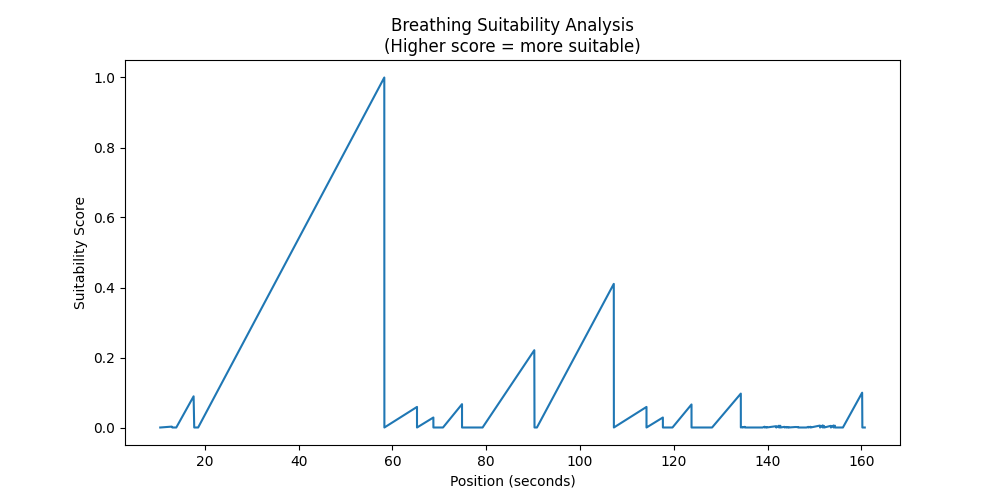 Breathing Suitability Analysis
(Higher score = more suitable)
1.0
0.8
0.6
0.4
0.2
0.0
Suitability Score
20 40 60 80 100 120 140 160
Position (seconds)